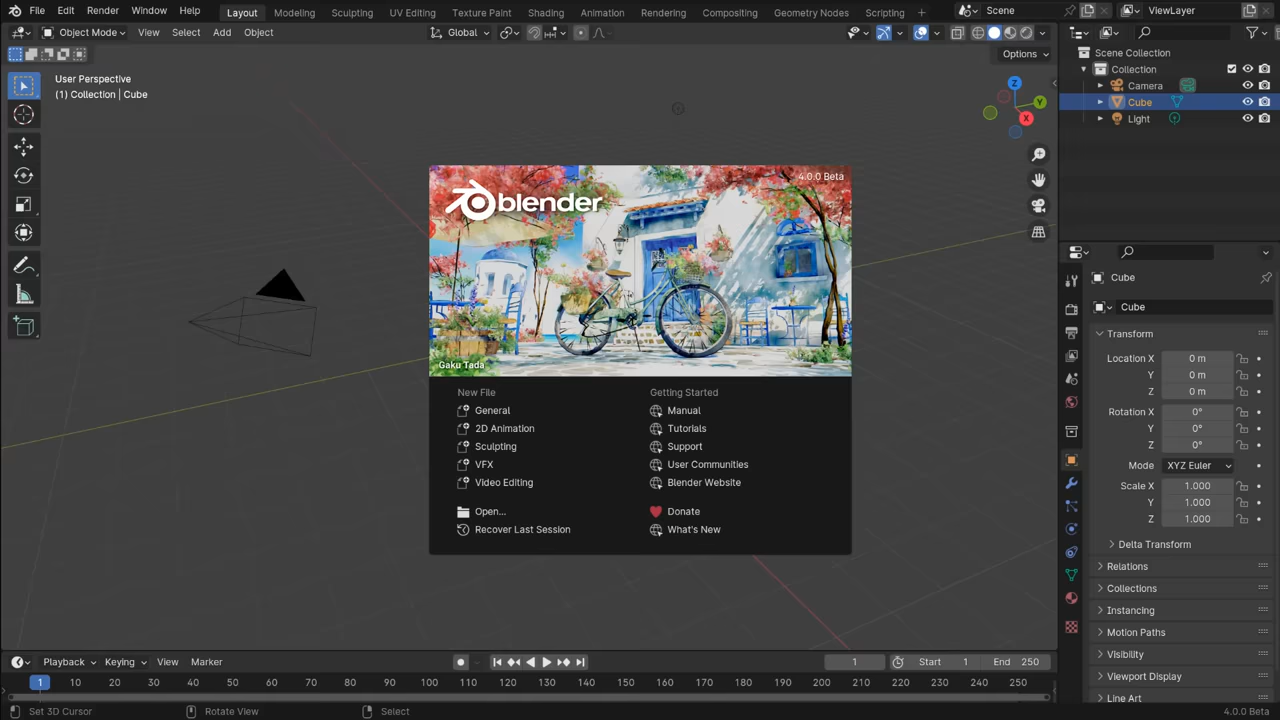 File Edit Render Window Help Layout Modeling Sculpting UV Editing Texture Paint Shading Animation Rendering Compositing Geometry Nodes Scripting + Scene ViewLayer
Object Mode View Select Add Object Global
Options
User Perspective
(1) Collection | Cube
Z
Y
X
Scene Collection
Collection
Camera
Cube
Light
4.0.0 Beta
blender
Gaku Tada
New File
General
2D Animation
Sculpting
VFX
Video Editing
Open...
Recover Last Session
Getting Started
Manual
Tutorials
Support
User Communities
Blender Website
Donate
What's New
Cube
Cube
Transform
Location X 0 m
Y 0 m
Z 0 m
Rotation X 0°
Y 0°
Z 0°
Mode XYZ Euler
Scale X 1.000
Y 1.000
Z 1.000
Delta Transform
Relations
Collections
Instancing
Motion Paths
Visibility
Viewport Display
Line Art
Playback Keying View Marker 1 Start 1 End 250
1 10 20 30 40 50 60 70 80 90 100 110 120 130 140 150 160 170 180 190 200 210 220 230 240 250
Set 3D Cursor Rotate View Select 4.0.0 Beta